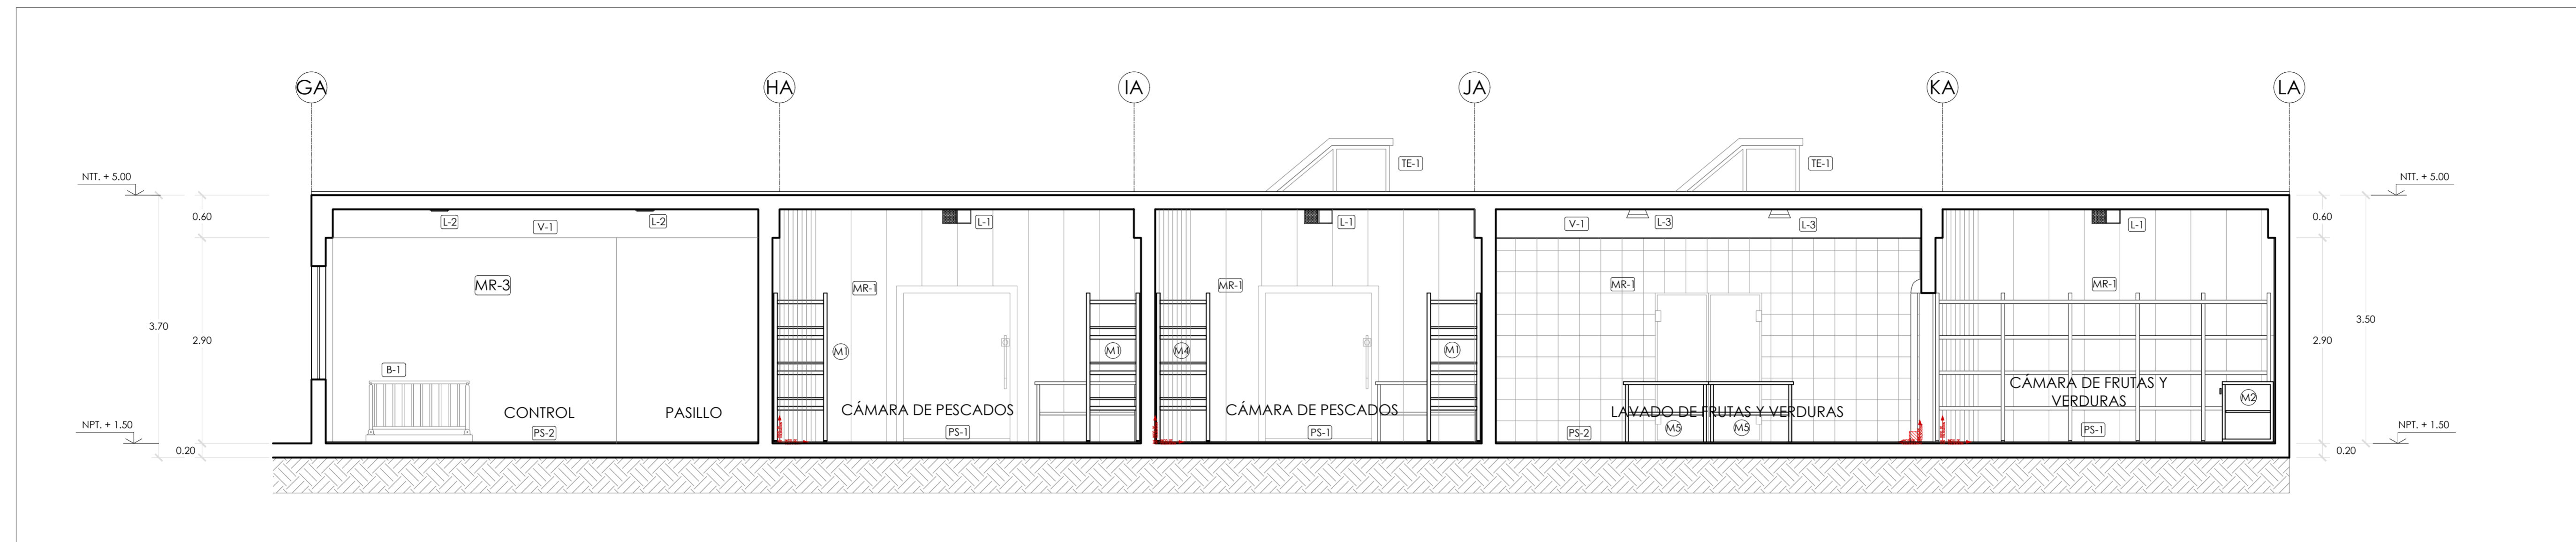 GA HA IA JA KA LA
TE-1 TE-1
NTT. + 5.00 NTT. + 5.00
0.60 L-2 V-1 L-2 L-1 L-1 V-1 L-3 L-3 L-1 0.60
MR-3 MR-1 MR-1 MR-1 MR-1
3.70 2.90 M1 M1 M4 M1 2.90 3.50
B-1
CÁMARA DE FRUTAS Y
VERDURAS M2
CONTROL PASILLO CÁMARA DE PESCADOS CÁMARA DE PESCADOS LAVADO DE FRUTAS Y VERDURAS
NPT. + 1.50 PS-2 PS-1 PS-1 PS-2 M5 M5 PS-1 NPT. + 1.50
0.20 0.20